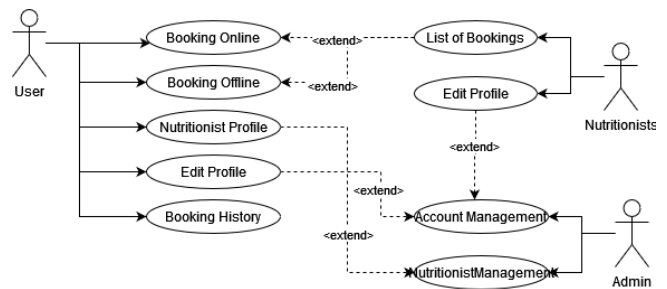 Booking Online
<extend>
List of Bookings
Booking Offline
<extend>
Edit Profile
User
Nutritionist Profile
Nutritionists
<extend>
Edit Profile
<extend>
Booking History
Account Management
<extend>
NutritionistManagement
Admin